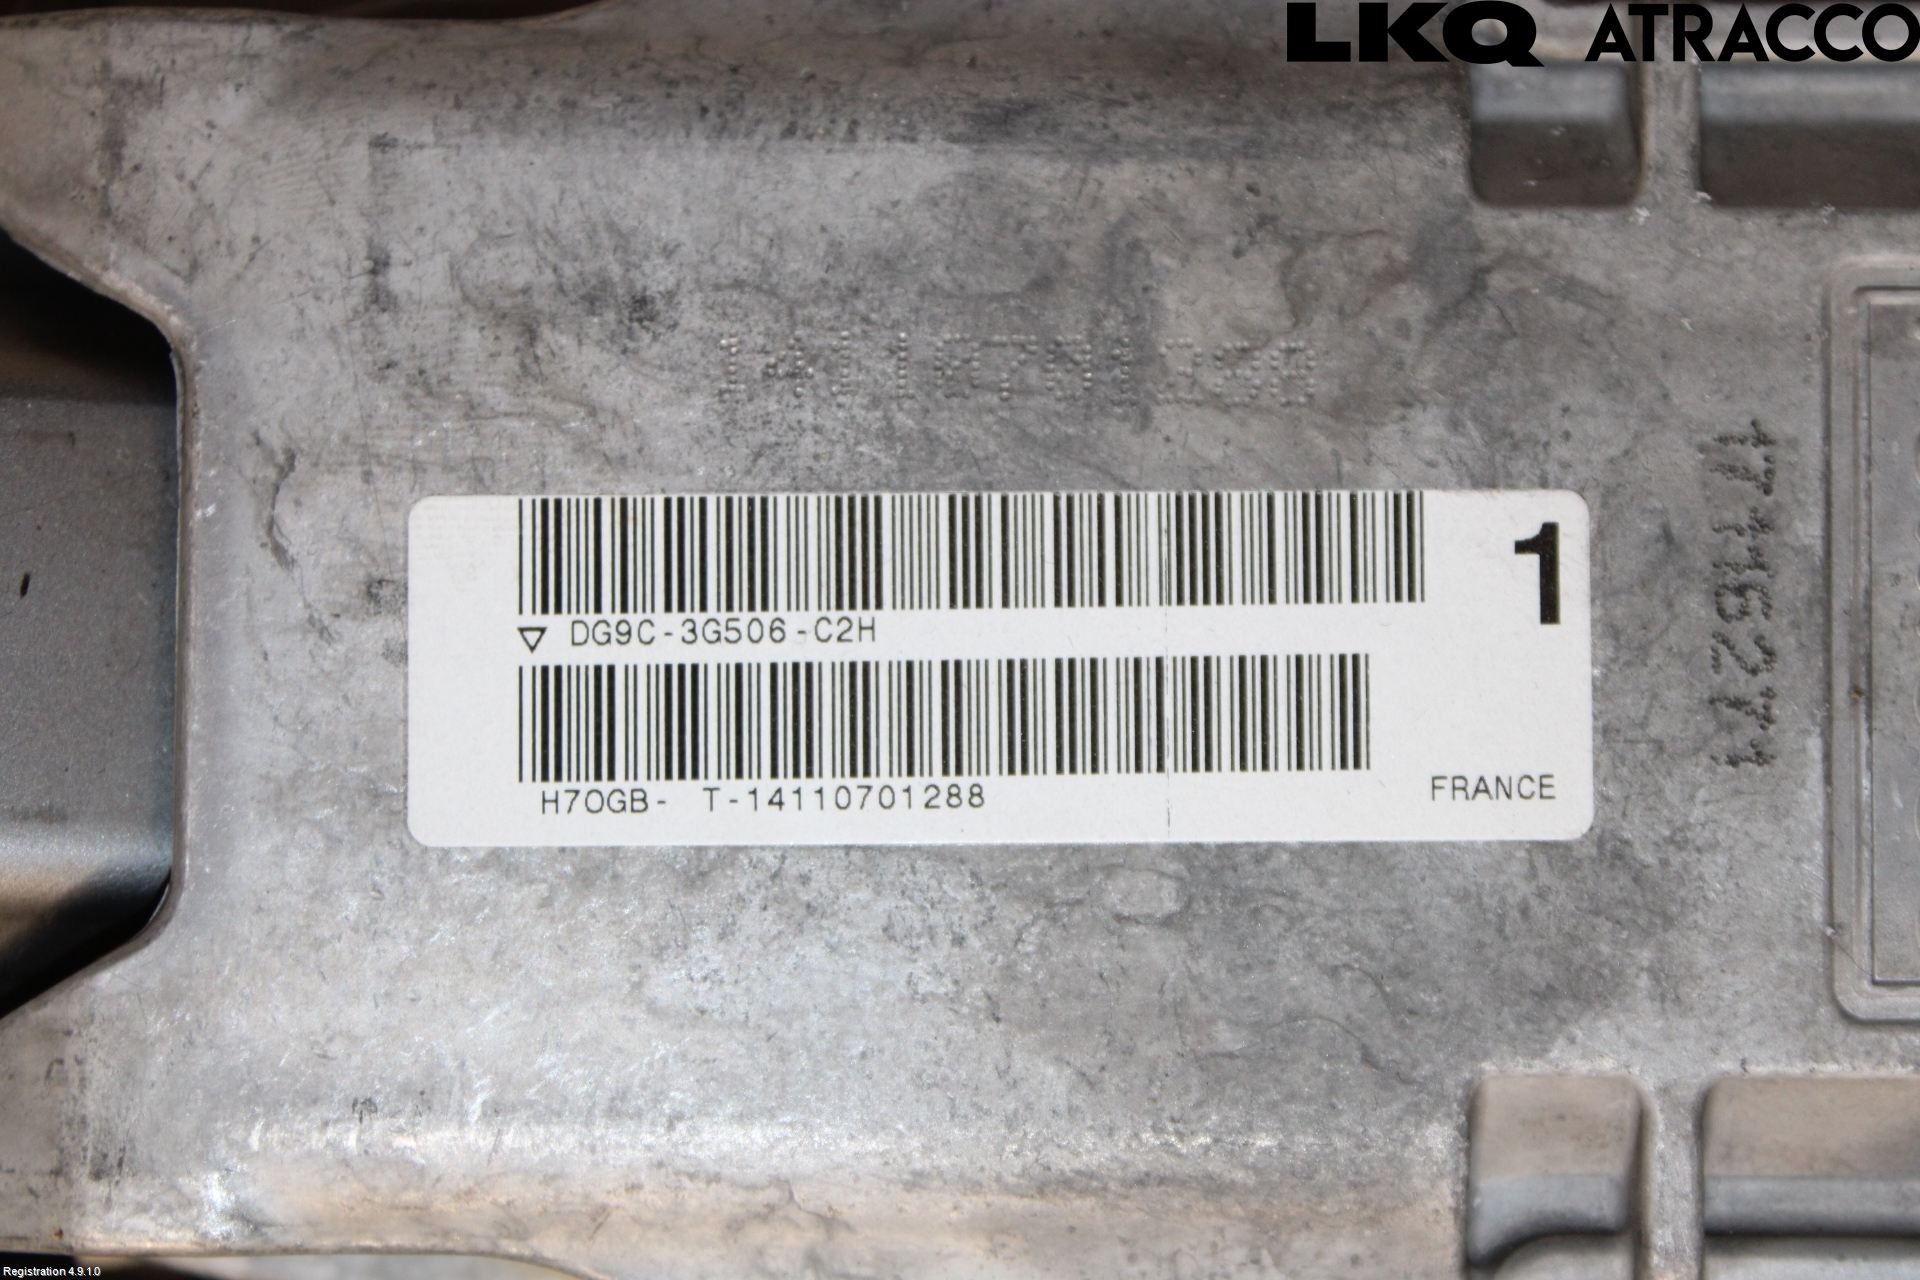 LKQ ATRACCO
1
▽ DG9C-3G506-C2H
H7OGB- T-14110701288
FRANCE
Registration 4.9.1.0